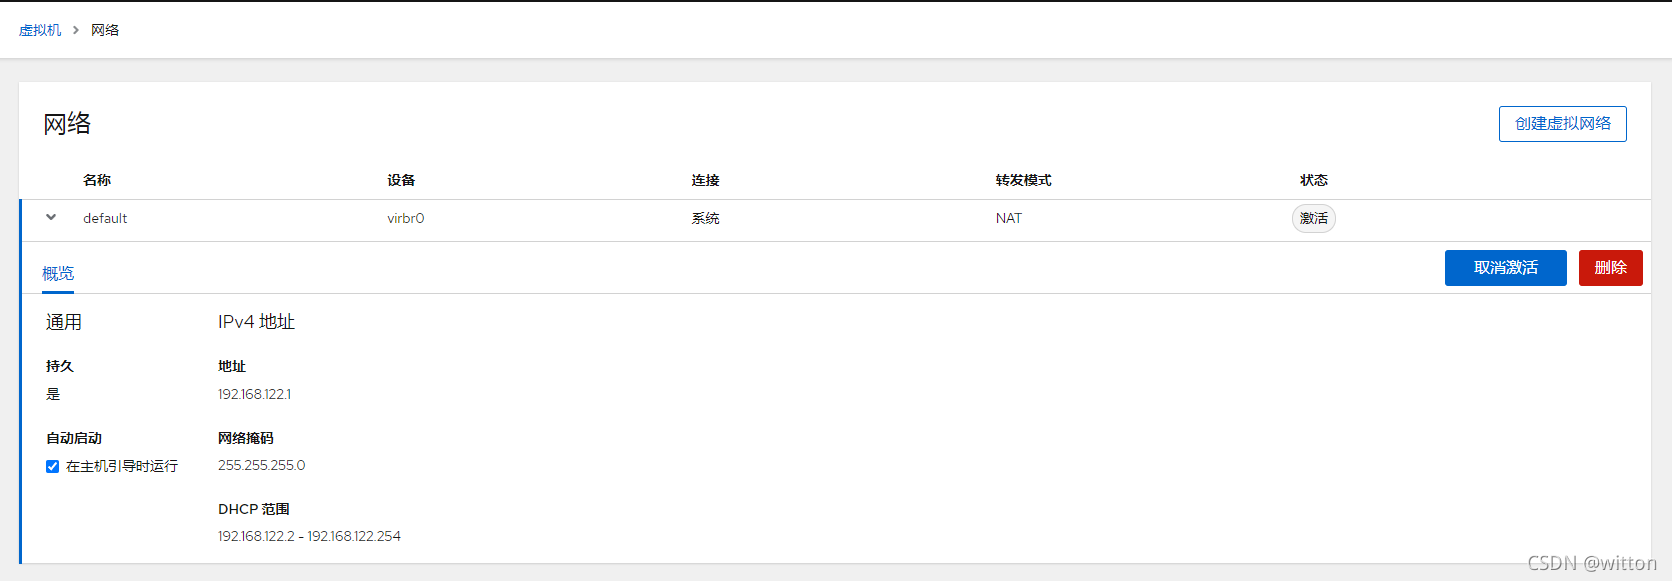 虚拟机 > 网络
网络
创建虚拟网络
名称 设备 连接 转发模式 状态
default virbr0 系统 NAT 激活
概览 取消激活 删除
通用 IPv4 地址
持久 地址
是 192.168.122.1
自动启动 网络掩码
在主机引导时运行 255.255.255.0
DHCP 范围
192.168.122.2 - 192.168.122.254
CSDN @witton